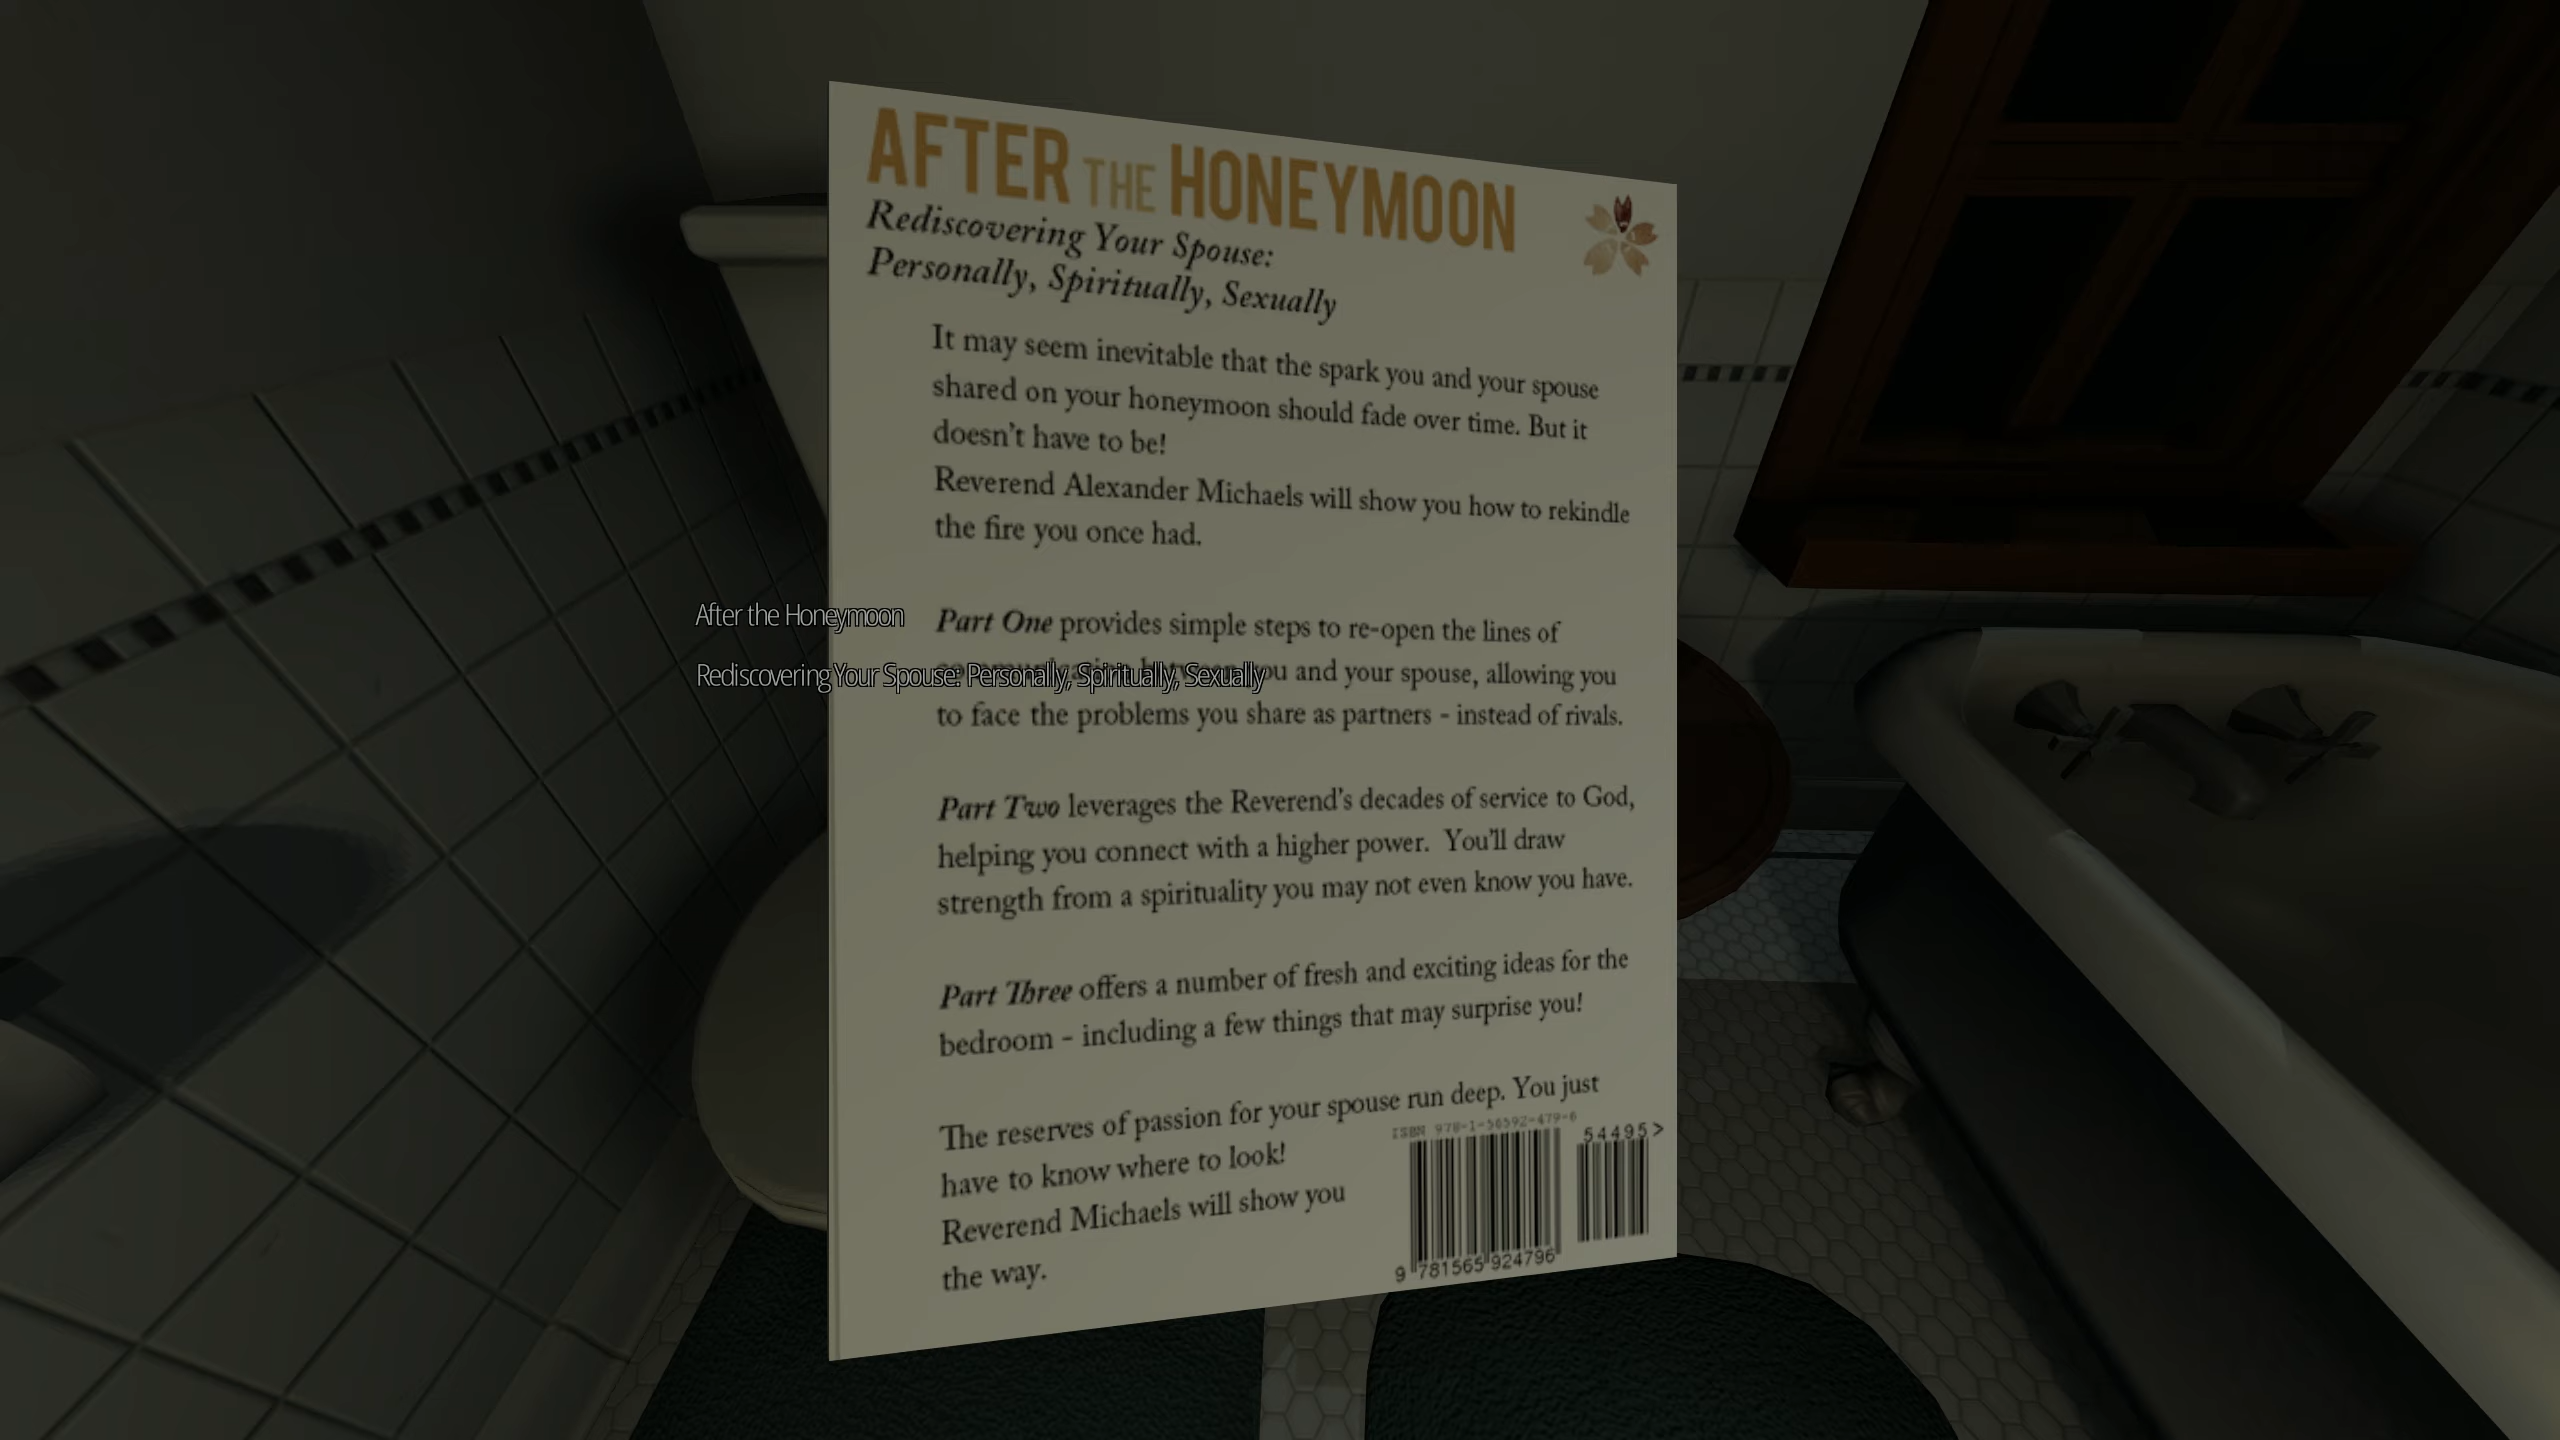 AFTER THE HONEYMOON
Rediscovering Your Spouse:
Personally, Spiritually, Sexually
It may seem inevitable that the spark you and your spouse
shared on your honeymoon should fade over time. But it
doesn't have to be!
Reverend Alexander Michaels will show you how to rekindle
the fire you once had.
After the Honeymoon
Part One provides simple steps to re-open the lines of
communication between you and your spouse, allowing you
Rediscovering Your Spouse: Personally, Spiritually, Sexually
to face the problems you share as partners - instead of rivals.
Part Two leverages the Reverend's decades of service to God,
helping you connect with a higher power. You'll draw
strength from a spirituality you may not even know you have.
Part Three offers a number of fresh and exciting ideas for the
bedroom - including a few things that may surprise you!
The reserves of passion for your spouse run deep. You just
have to know where to look!
Reverend Michaels will show you
the way.
ISBN 978-1-56592-479-6
54495>
9 781565 924796